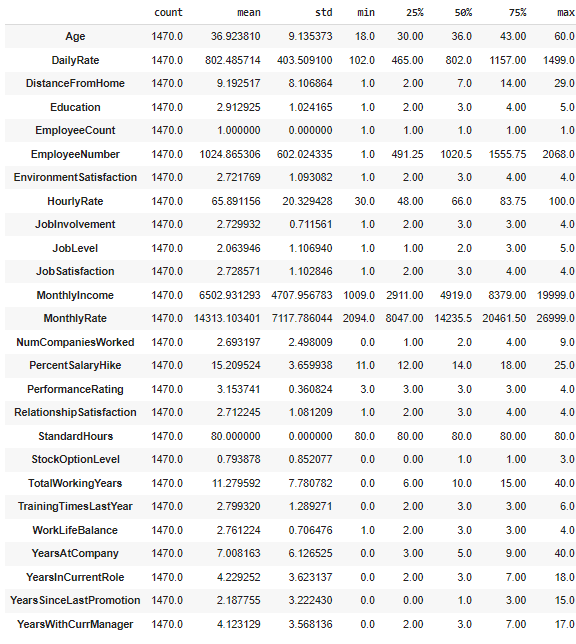 count mean std min 25% 50% 75% max
Age 1470.0 36.923810 9.135373 18.0 30.00 36.0 43.00 60.0
DailyRate 1470.0 802.485714 403.509100 102.0 465.00 802.0 1157.00 1499.0
DistanceFromHome 1470.0 9.192517 8.106864 1.0 2.00 7.0 14.00 29.0
Education 1470.0 2.912925 1.024165 1.0 2.00 3.0 4.00 5.0
EmployeeCount 1470.0 1.000000 0.000000 1.0 1.00 1.0 1.00 1.0
EmployeeNumber 1470.0 1024.865306 602.024335 1.0 491.25 1020.5 1555.75 2068.0
EnvironmentSatisfaction 1470.0 2.721769 1.093082 1.0 2.00 3.0 4.00 4.0
HourlyRate 1470.0 65.891156 20.329428 30.0 48.00 66.0 83.75 100.0
JobInvolvement 1470.0 2.729932 0.711561 1.0 2.00 3.0 3.00 4.0
JobLevel 1470.0 2.063946 1.106940 1.0 1.00 2.0 3.00 5.0
JobSatisfaction 1470.0 2.728571 1.102846 1.0 2.00 3.0 4.00 4.0
MonthlyIncome 1470.0 6502.931293 4707.956783 1009.0 2911.00 4919.0 8379.00 19999.0
MonthlyRate 1470.0 14313.103401 7117.786044 2094.0 8047.00 14235.5 20461.50 26999.0
NumCompaniesWorked 1470.0 2.693197 2.498009 0.0 1.00 2.0 4.00 9.0
PercentSalaryHike 1470.0 15.209524 3.659938 11.0 12.00 14.0 18.00 25.0
PerformanceRating 1470.0 3.153741 0.360824 3.0 3.00 3.0 3.00 4.0
RelationshipSatisfaction 1470.0 2.712245 1.081209 1.0 2.00 3.0 4.00 4.0
StandardHours 1470.0 80.000000 0.000000 80.0 80.00 80.0 80.00 80.0
StockOptionLevel 1470.0 0.793878 0.852077 0.0 0.00 1.0 1.00 3.0
TotalWorkingYears 1470.0 11.279592 7.780782 0.0 6.00 10.0 15.00 40.0
TrainingTimesLastYear 1470.0 2.799320 1.289271 0.0 2.00 3.0 3.00 6.0
WorkLifeBalance 1470.0 2.761224 0.706476 1.0 2.00 3.0 3.00 4.0
YearsAtCompany 1470.0 7.008163 6.126525 0.0 3.00 5.0 9.00 40.0
YearsInCurrentRole 1470.0 4.229252 3.623137 0.0 2.00 3.0 7.00 18.0
YearsSinceLastPromotion 1470.0 2.187755 3.222430 0.0 0.00 1.0 3.00 15.0
YearsWithCurrManager 1470.0 4.123129 3.568136 0.0 2.00 3.0 7.00 17.0